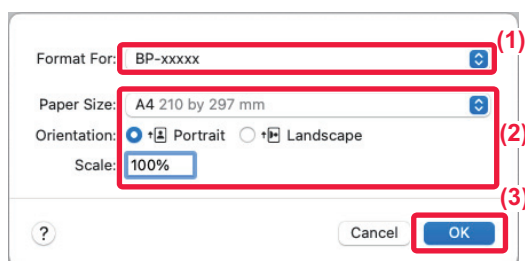 (1)
Format For: BP-xxxxx
Paper Size: A4 210 by 297 mm
Orientation: Portrait Landscape
(2)
Scale: 100%
(3)
? Cancel OK